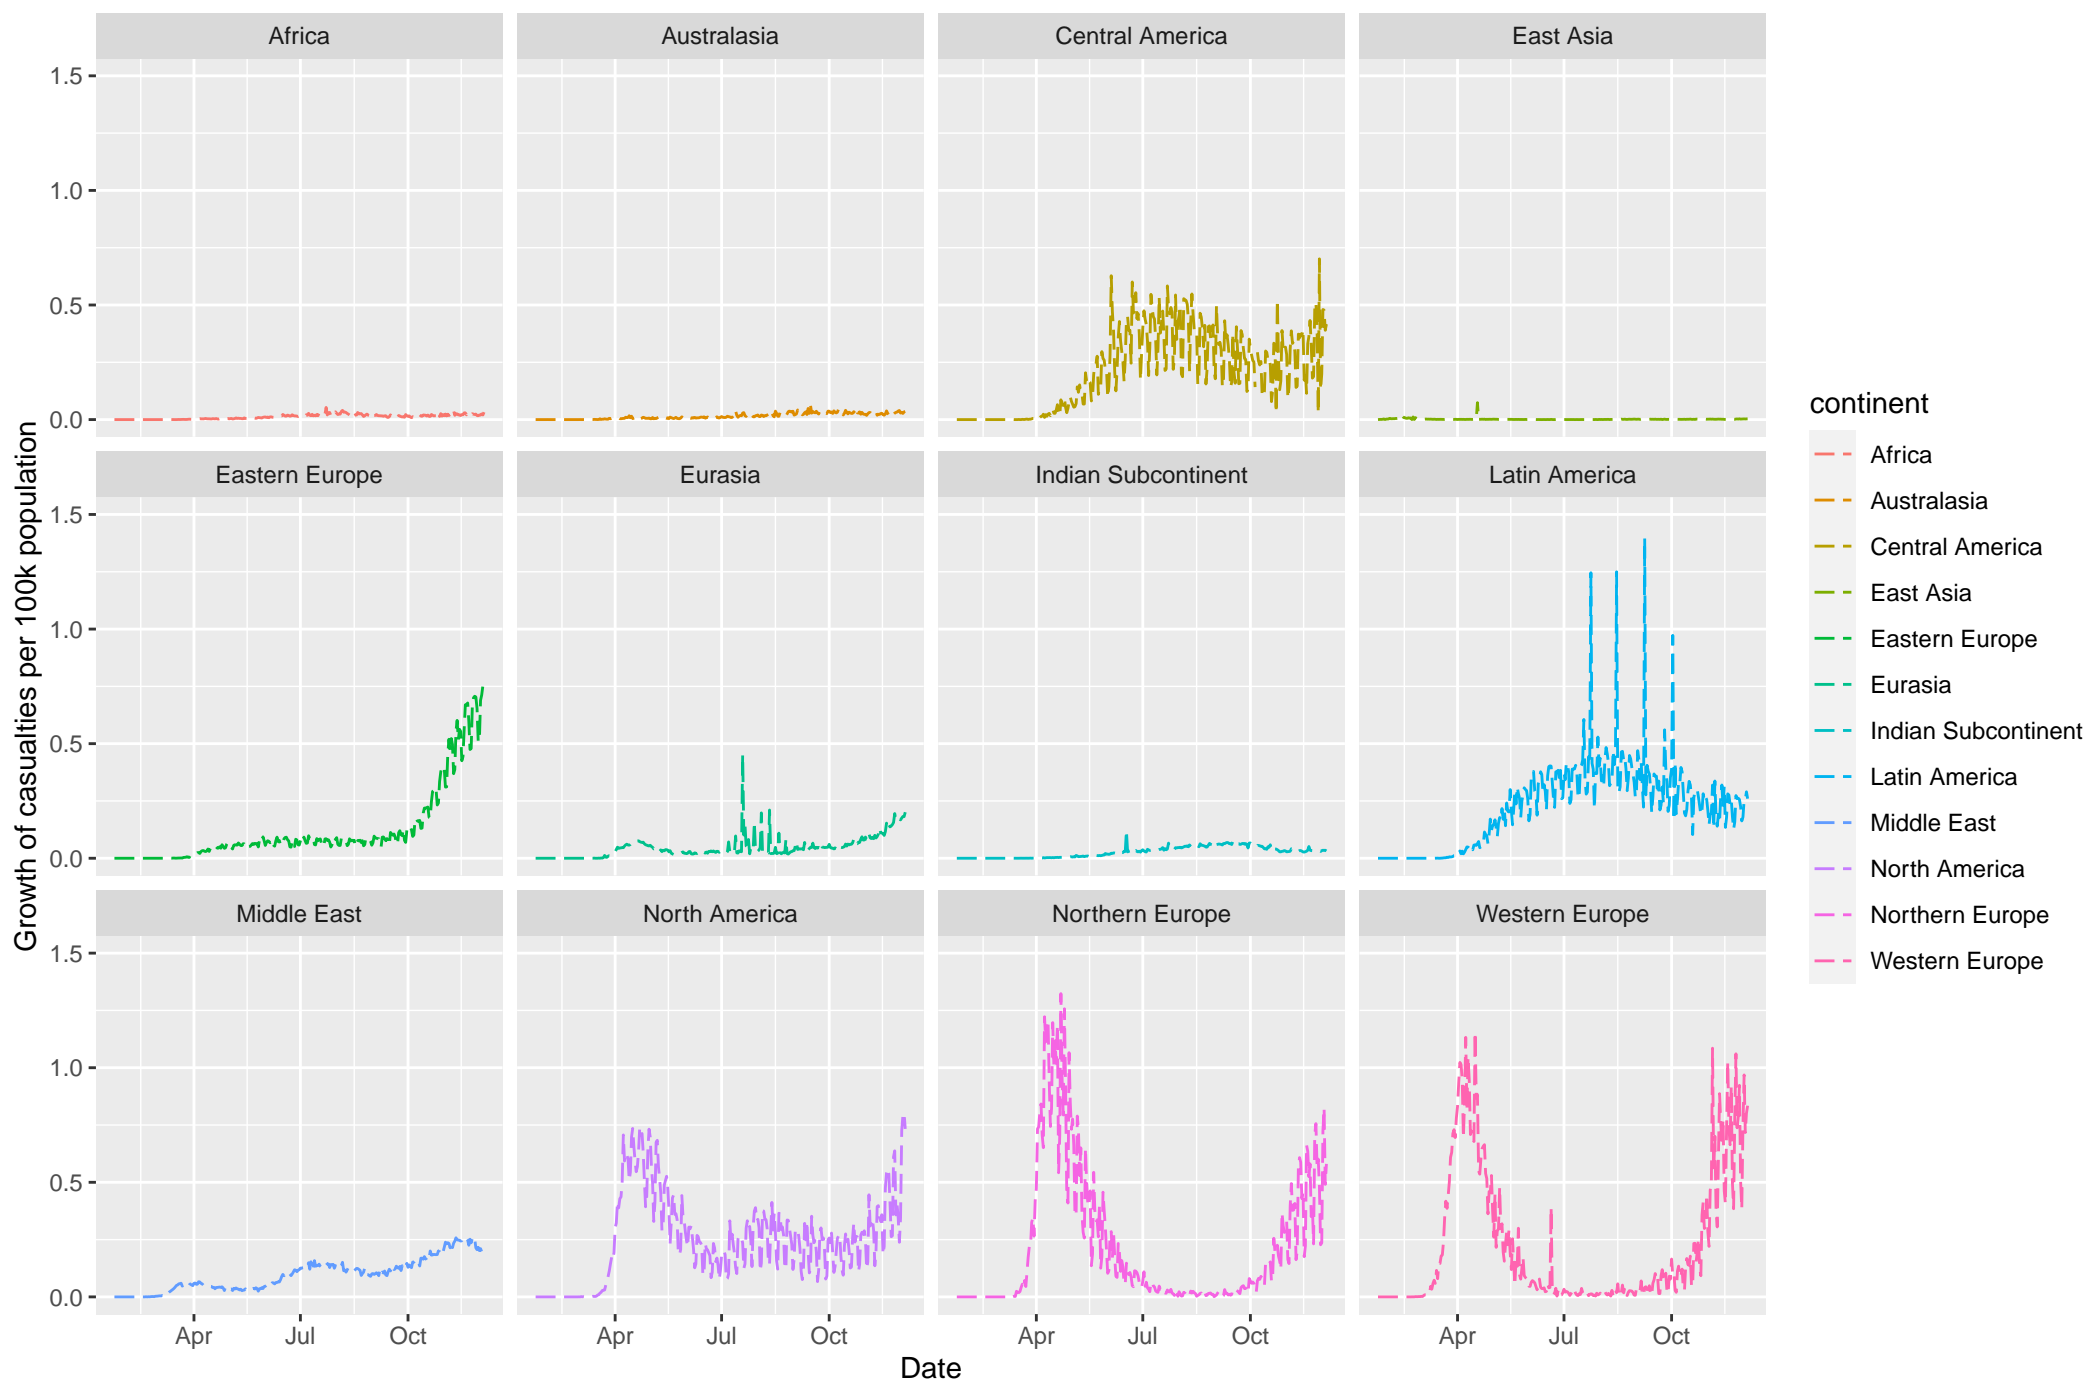 Africa
Australasia
Central America
East Asia
1.5
1.0
0.5
0.0
Eastern Europe
Eurasia
Indian Subcontinent
Latin America
1.5
1.0
0.5
0.0
Middle East
North America
Northern Europe
Western Europe
1.5
1.0
0.5
0.0
Apr Jul Oct
Apr Jul Oct
Apr Jul Oct
Apr Jul Oct
Date
Growth of casualties per 100k population
continent
Africa
Australasia
Central America
East Asia
Eastern Europe
Eurasia
Indian Subcontinent
Latin America
Middle East
North America
Northern Europe
Western Europe